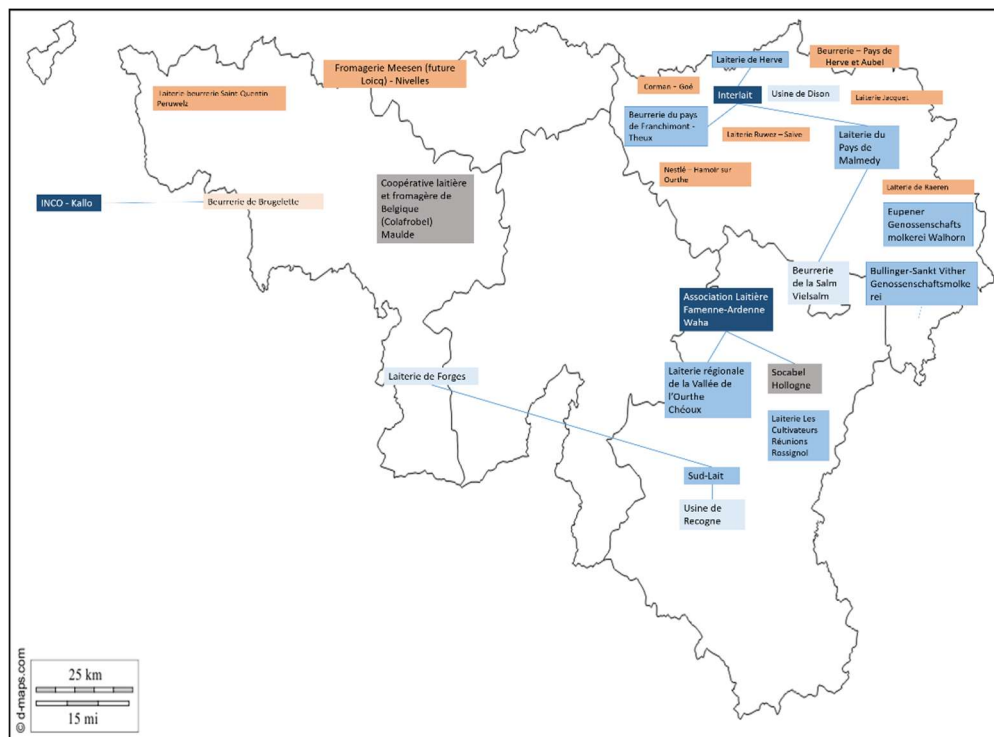 Laiterie de Herve
Beurrerie – Pays de
Herve et Aubel
Fromagerie Meesen (future
Loicq) - Nivelles
Corman – Goé
Interlait
Usine de Dison
Laiterie Jacquet
Laiterie-beurrerie Saint Quentin
Peruwelz
Beurrerie du pays
de Franchimont -
Theux
Laiterie Ruwez – Saive
Laiterie du
Pays de
Malmedy
Nestlé – Hamoir sur
Ourthe
Coopérative laitière
et fromagère de
Belgique
(Colafrobel)
Maulde
Laiterie de Raeren
INCO - Kallo
Beurrerie de Brugelette
Eupener
Genossenschafts
molkerei Walhorn
Beurrerie
de la Salm
Vielsalm
Bullinger-Sankt Vither
Genossenschaftsmolke
rei
Association Laitière
Famenne-Ardenne
Waha
Laiterie de Forges
Laiterie régionale
de la Vallée de
l'Ourthe
Chéoux
Socabel
Hollogne
Laiterie Les
Cultivateurs
Réunions
Rossignol
Sud-Lait
Usine de
Recogne
25 km
15 mi
© d-maps.com